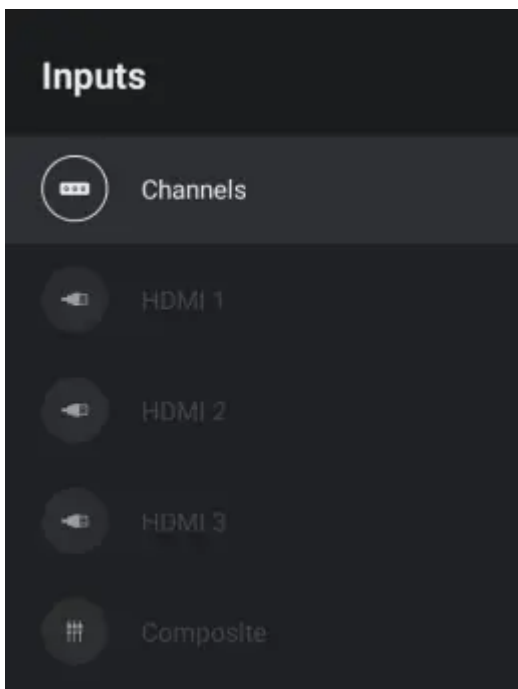 Inputs
Channels
HDMI 1
HDMI 2
HDMI 3
Composite